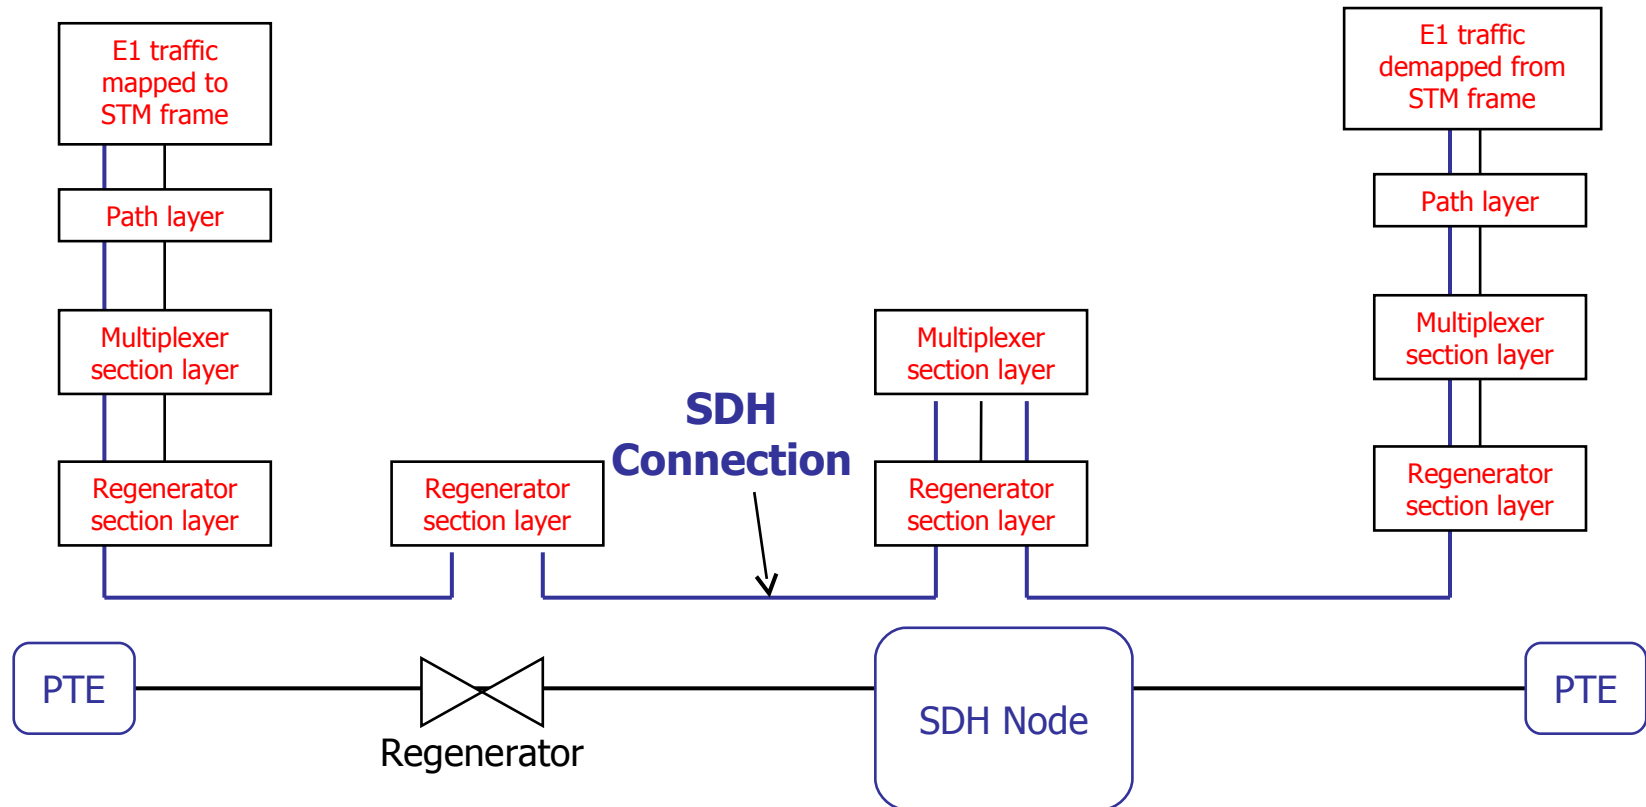 E1 traffic
mapped to
STM frame
E1 traffic
demapped from
STM frame
Path layer
Path layer
Multiplexer
section layer
Multiplexer
section layer
Multiplexer
section layer
SDH
Connection
Regenerator
section layer
Regenerator
section layer
Regenerator
section layer
Regenerator
section layer
PTE
Regenerator
SDH Node
PTE